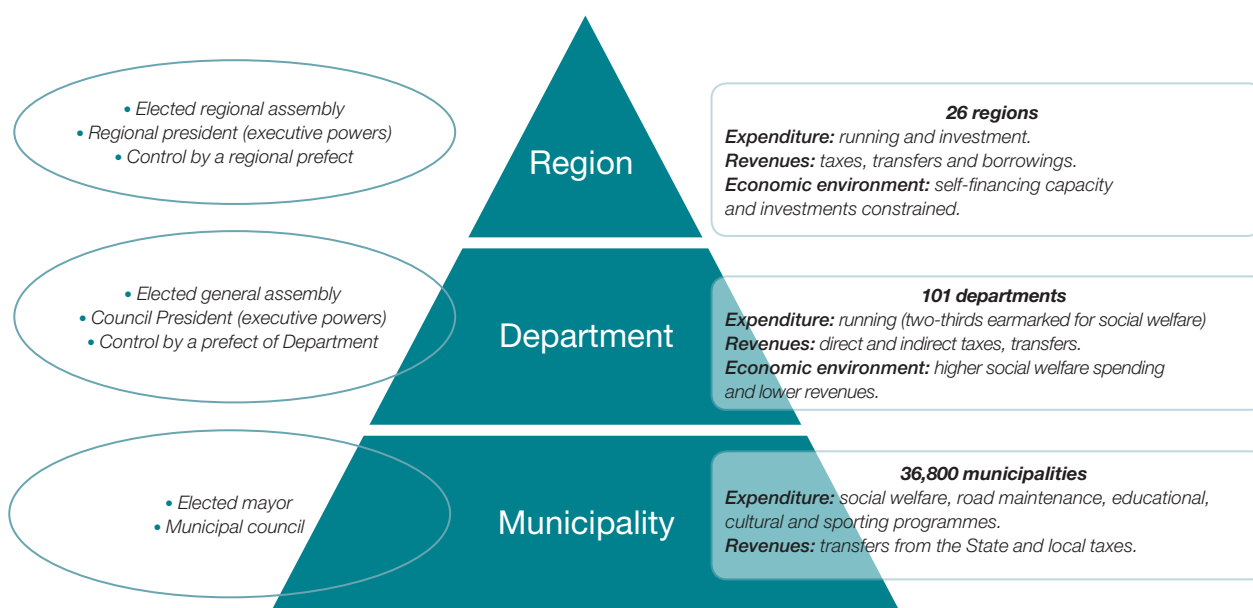 • Elected regional assembly
• Regional president (executive powers)
• Control by a regional prefect
Region
26 regions
Expenditure: running and investment.
Revenues: taxes, transfers and borrowings.
Economic environment: self-financing capacity
and investments constrained.
• Elected general assembly
• Council President (executive powers)
• Control by a prefect of Department
Department
101 departments
Expenditure: running (two-thirds earmarked for social welfare)
Revenues: direct and indirect taxes, transfers.
Economic environment: higher social welfare spending
and lower revenues.
• Elected mayor
• Municipal council
Municipality
36,800 municipalities
Expenditure: social welfare, road maintenance, educational,
cultural and sporting programmes.
Revenues: transfers from the State and local taxes.